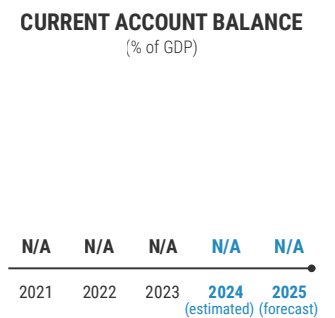 CURRENT ACCOUNT BALANCE
(% of GDP)
N/A N/A N/A N/A N/A
2021 2022 2023 2024 2025
(estimated) (forecast)